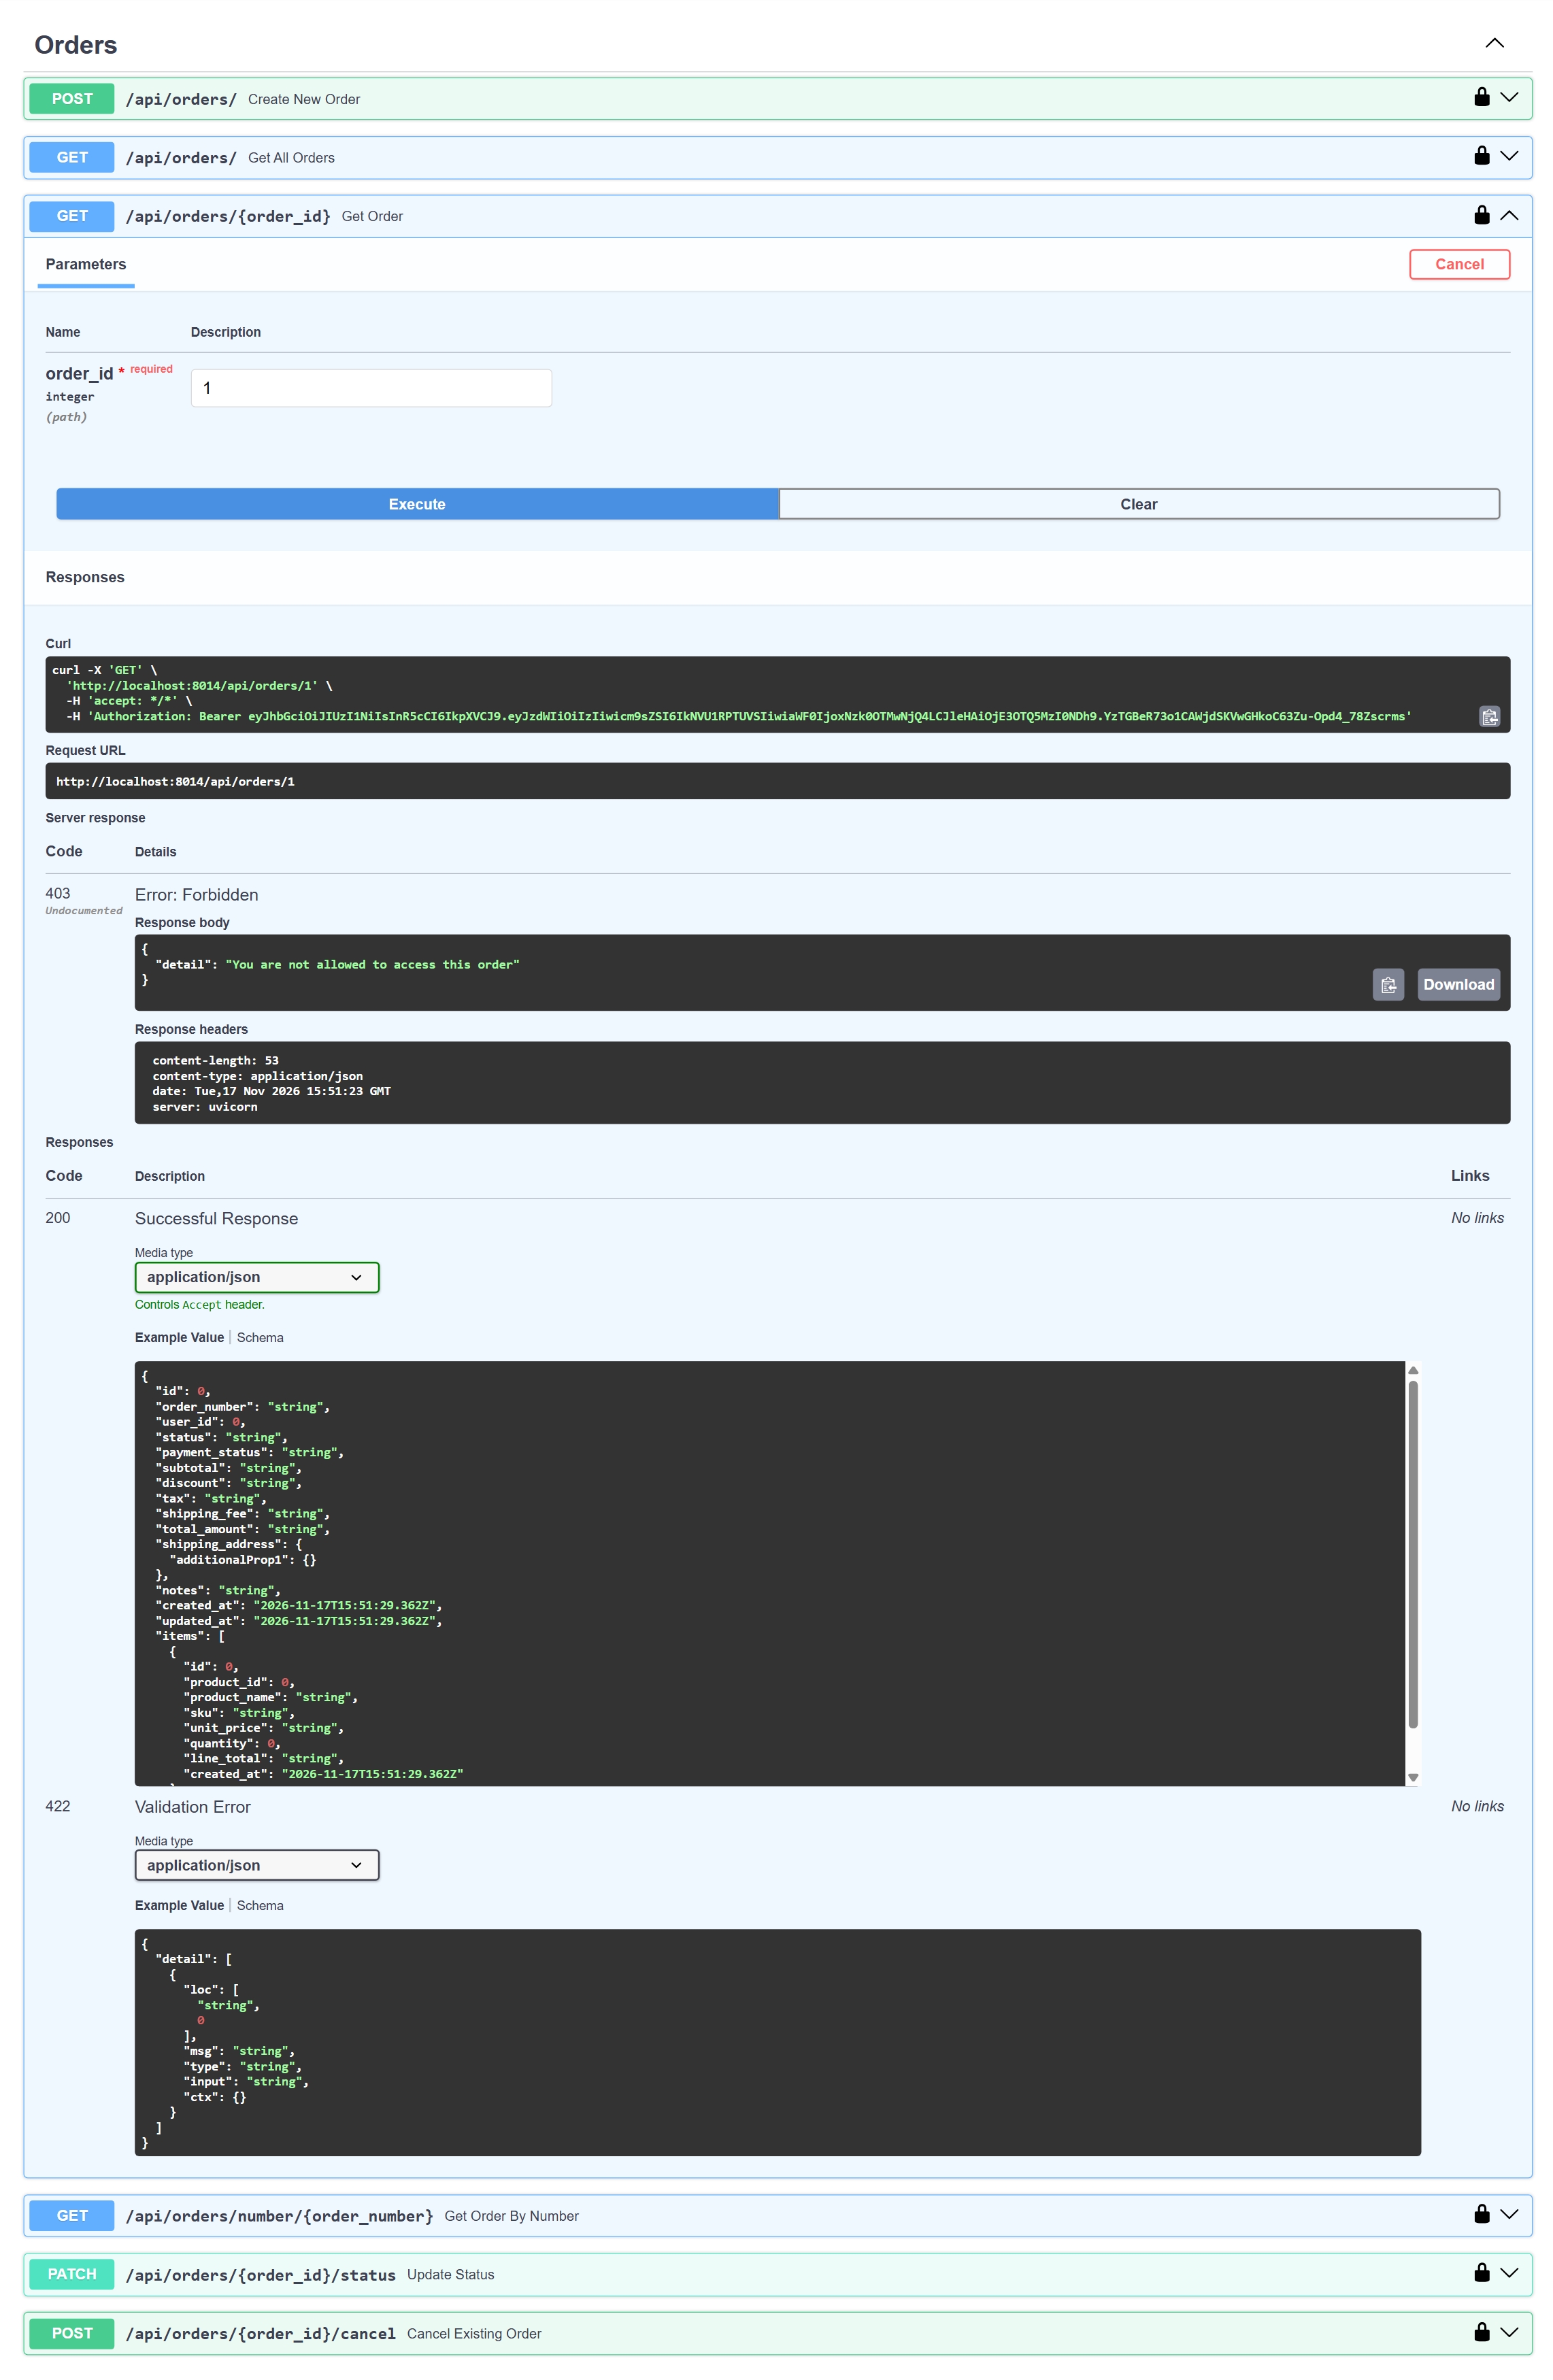 Orders
POST /api/orders/ Create New Order
GET /api/orders/ Get All Orders
GET /api/orders/{order_id} Get Order
Parameters
Cancel
Name Description
order_id * required
integer
(path)
1
Execute Clear
Responses
Curl
curl -X 'GET' \
  'http://localhost:8014/api/orders/1' \
  -H 'accept: */*' \
  -H 'Authorization: Bearer eyJhbGciOiJIUzI1NiIsInR5cCI6IkpXVCJ9.eyJzdWIiOiIzIiwicm9sZSI6IkNVU1RPTUVSIiwiaWF0IjoxNzk0OTMwNjQ4LCJleHAiOjE3OTQ5MzI0NDh9.YzTGBeR73o1CAWjdSKVwGHkoC63Zu-Opd4_78Zscrms'
Request URL
http://localhost:8014/api/orders/1
Server response
Code Details
403
Undocumented
Error: Forbidden
Response body
{
  "detail": "You are not allowed to access this order"
}
Download
Response headers
content-length: 53
content-type: application/json
date: Tue,17 Nov 2026 15:51:23 GMT
server: uvicorn
Responses
Code Description Links
200 Successful Response No links
Media type
application/json
Controls Accept header.
Example Value Schema
{
  "id": 0,
  "order_number": "string",
  "user_id": 0,
  "status": "string",
  "payment_status": "string",
  "subtotal": "string",
  "discount": "string",
  "tax": "string",
  "shipping_fee": "string",
  "total_amount": "string",
  "shipping_address": {
    "additionalProp1": {}
  },
  "notes": "string",
  "created_at": "2026-11-17T15:51:29.362Z",
  "updated_at": "2026-11-17T15:51:29.362Z",
  "items": [
    {
      "id": 0,
      "product_id": 0,
      "product_name": "string",
      "sku": "string",
      "unit_price": "string",
      "quantity": 0,
      "line_total": "string",
      "created_at": "2026-11-17T15:51:29.362Z"
422 Validation Error No links
Media type
application/json
Example Value Schema
{
  "detail": [
    {
      "loc": [
        "string",
        0
      ],
      "msg": "string",
      "type": "string",
      "input": "string",
      "ctx": {}
    }
  ]
}
GET /api/orders/number/{order_number} Get Order By Number
PATCH /api/orders/{order_id}/status Update Status
POST /api/orders/{order_id}/cancel Cancel Existing Order